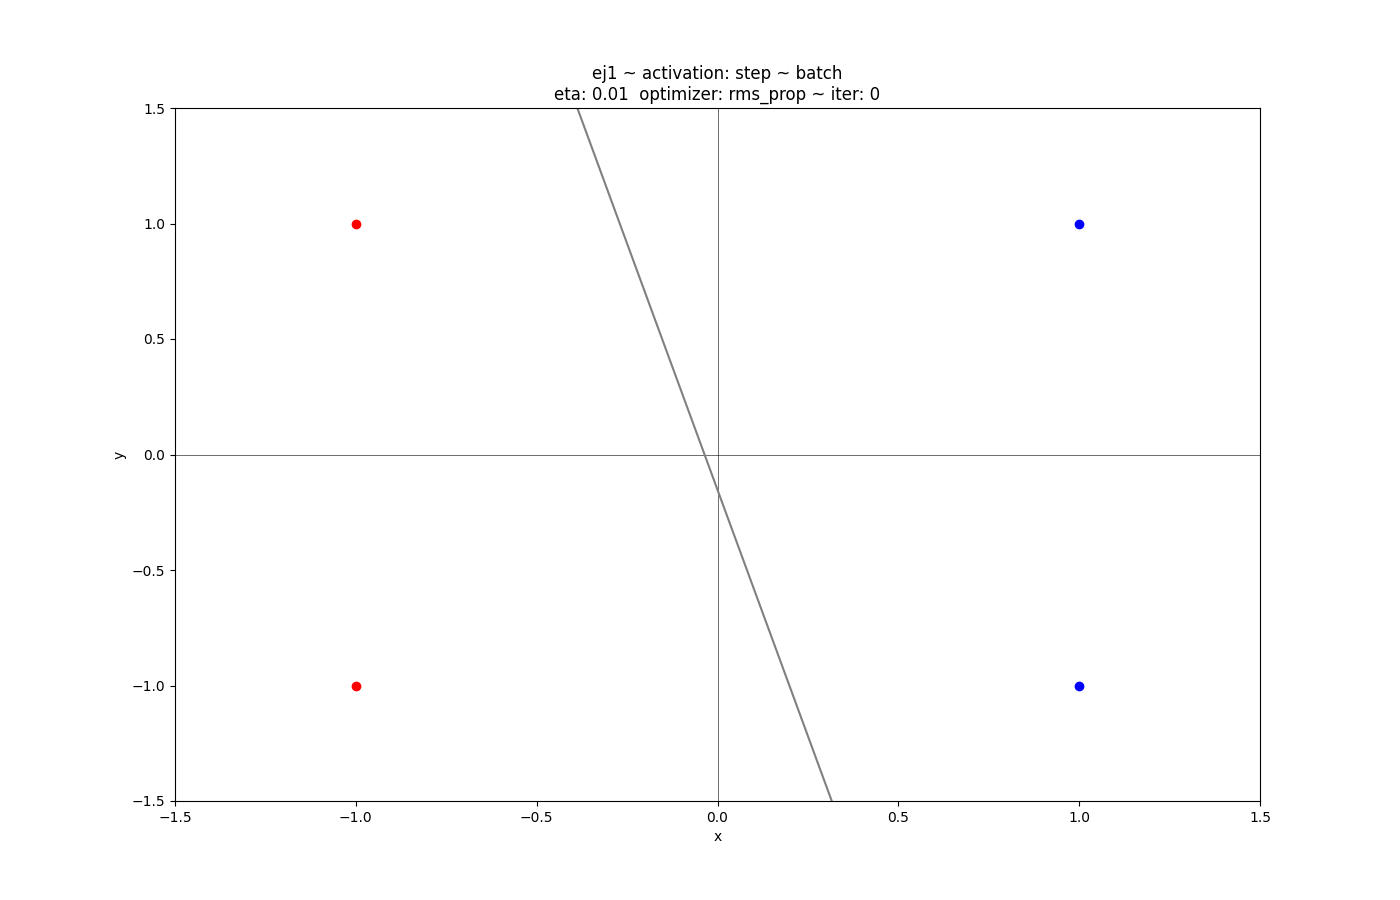 ej1 ~ activation: step ~ batch
eta: 0.01  optimizer: rms_prop ~ iter: 0
1.5
1.0
0.5
0.0
−0.5
−1.0
−1.5
y
−1.5 −1.0 −0.5 0.0 0.5 1.0 1.5
x